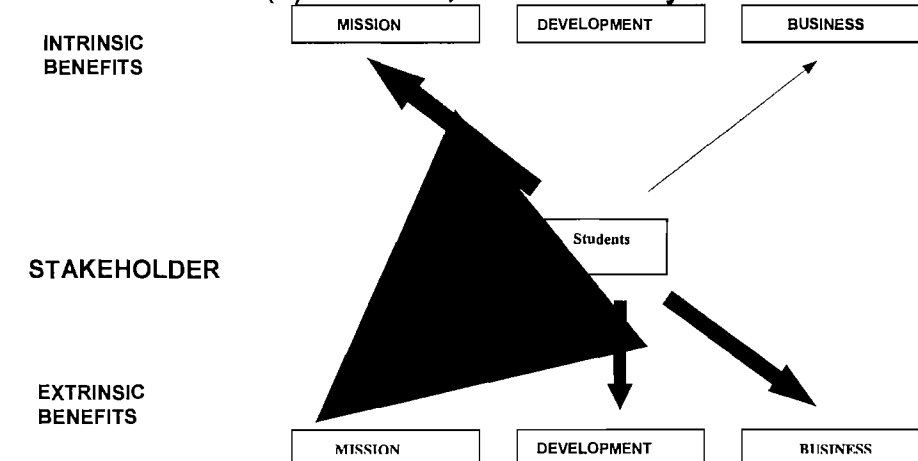 MISSION DEVELOPMENT BUSINESS
INTRINSIC
BENEFITS
Students
STAKEHOLDER
EXTRINSIC
BENEFITS
MISSION DEVELOPMENT BUSINESS